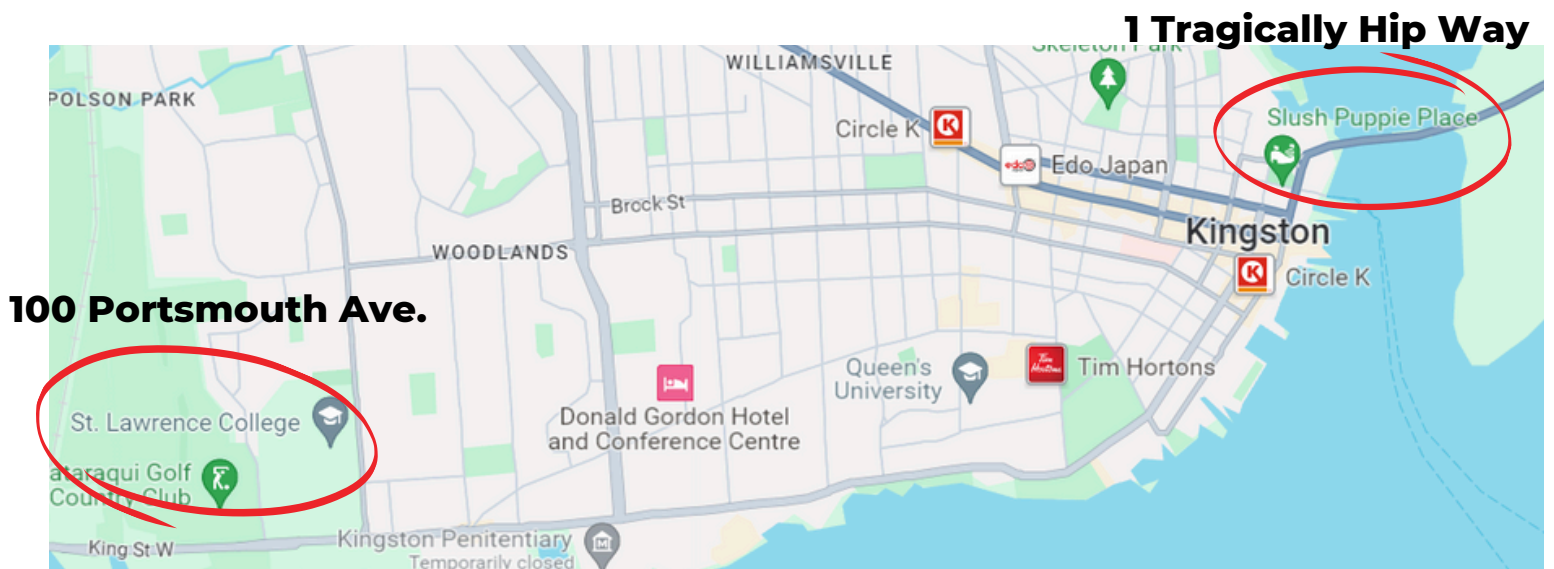 1 Tragically Hip Way
Skeleton Park
WILLIAMSVILLE
POLSON PARK
Circle K
Slush Puppie Place
Edo Japan
Brock St
Kingston
WOODLANDS
Circle K
100 Portsmouth Ave.
Queen's
University
Tim Hortons
St. Lawrence College
Donald Gordon Hotel
and Conference Centre
ataraqui Golf
Country Club
King St W
Kingston Penitentiary
Temporarily closed